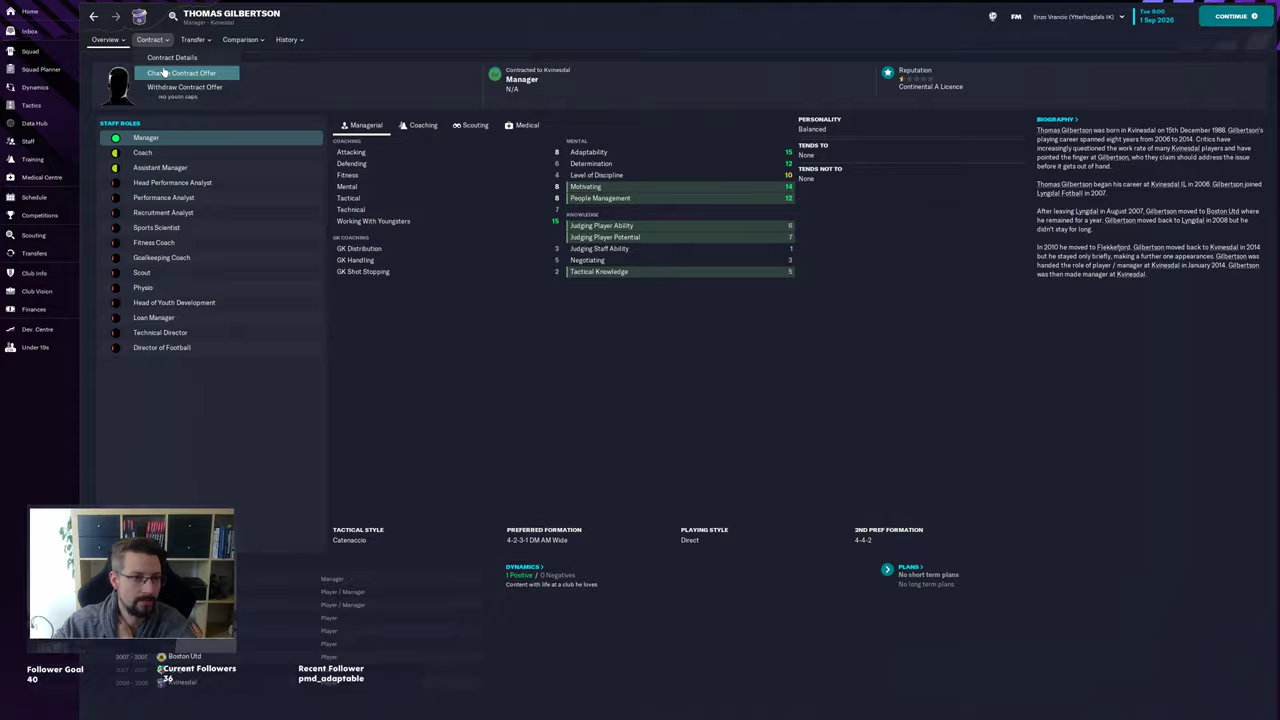 Home
Inbox
Squad
Squad Planner
Dynamics
Tactics
Data Hub
Staff
Training
Medical Centre
Schedule
Competitions
Scouting
Transfers
Club Info
Club Vision
Finances
Dev. Centre
Under 19s
THOMAS GILBERTSON
Manager - Kvinesdal
FM
Enzo Vrancic (Ytterhogdals IK)
Tue 8:00
1 Sep 2026
CONTINUE
Overview
Contract
Transfer
Comparison
History
Contract Details
Contract Offer
Withdraw Contract Offer
No youth caps
Contracted to Kvinesdal
Manager
N/A
Reputation
Continental A Licence
STAFF ROLES
Manager
Coach
Assistant Manager
Head Performance Analyst
Performance Analyst
Recruitment Analyst
Sports Scientist
Fitness Coach
Goalkeeping Coach
Scout
Physio
Head of Youth Development
Loan Manager
Technical Director
Director of Football
Managerial
Coaching
Scouting
Medical
COACHING
Attacking 8
Defending 6
Fitness 4
Mental 8
Tactical 8
Technical 7
Working With Youngsters 15
GK COACHING
GK Distribution 3
GK Handling 5
GK Shot Stopping 2
MENTAL
Adaptability 15
Determination 12
Level of Discipline 10
Motivating 14
People Management 12
KNOWLEDGE
Judging Player Ability 6
Judging Player Potential 7
Judging Staff Ability 1
Negotiating 3
Tactical Knowledge 5
PERSONALITY
Balanced
TENDS TO
None
TENDS NOT TO
None
BIOGRAPHY >
Thomas Gilbertson was born in Kvinesdal on 15th December 1988. Gilbertson's
playing career spanned eight years from 2006 to 2014. Critics have
increasingly questioned the work rate of many Kvinesdal players and have
pointed the finger at Gilbertson, who they claim should address the issue
before it gets out of hand.
Thomas Gilbertson began his career at Kvinesdal IL in 2006. Gilbertson joined
Lyngdal Fotball in 2007.
After leaving Lyngdal in August 2007, Gilbertson moved to Boston Utd where
he remained for a year. Gilbertson moved back to Lyngdal in 2008 but he
didn't stay for long.
In 2010 he moved to Flekkefjord. Gilbertson moved back to Kvinesdal in 2014
but he stayed only briefly, making a further one appearances. Gilbertson was
handed the role of player / manager at Kvinesdal in January 2014. Gilbertson
was then made manager at Kvinesdal.
TACTICAL STYLE
Catenaccio
PREFERRED FORMATION
4-2-3-1 DM AM Wide
PLAYING STYLE
Direct
2ND PREF FORMATION
4-4-2
DYNAMICS >
1 Positive / 0 Negatives
Content with life at a club he loves
PLANS >
No short term plans
No long term plans
Manager
Player / Manager
Player / Manager
Player
Player
Player
Player
2007 - 2007 Boston Utd
Kvinesdal
Follower Goal
40
Current Followers
36
Recent Follower
pmd_adaptable